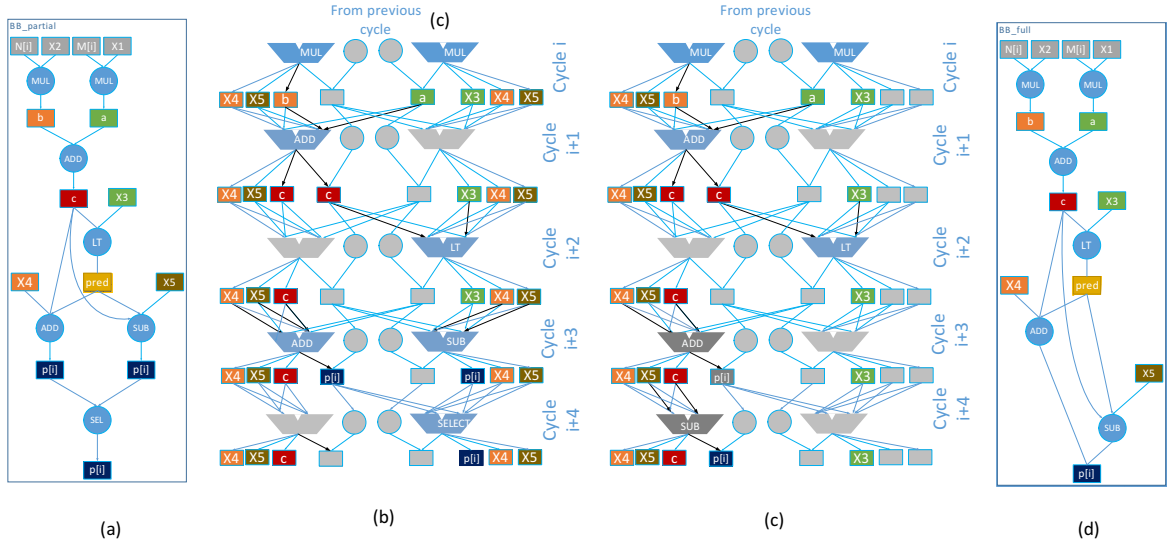 BB_partial
N[i] X2 M[i] X1
MUL MUL
b a
ADD
c X3
LT
X4 pred X5
ADD SUB
p[i] p[i]
SEL
p[i]
(a)
From previous
cycle
(c)
MUL MUL
Cycle i
X4 X5 b a X3 X4 X5
ADD
Cycle
i+1
X4 X5 c c X3 X4 X5
LT
Cycle
i+2
X4 X5 c X3 X4 X5
ADD SUB
Cycle
i+3
X4 X5 c p[i] p[i] X4 X5
SELECT
Cycle
i+4
X4 X5 c p[i] X4 X5
(b)
From previous
cycle
MUL MUL
Cycle i
X4 X5 b a X3
ADD
Cycle
i+1
X4 X5 c c X3
LT
Cycle
i+2
X4 X5 c X3
ADD
Cycle
i+3
X4 X5 c p[i] X3
SUB
Cycle
i+4
X4 X5 c p[i] X3
(c)
BB_full
N[i] X2 M[i] X1
MUL MUL
b a
ADD
c X3
LT
X4 pred
ADD
X5
SUB
p[i]
(d)